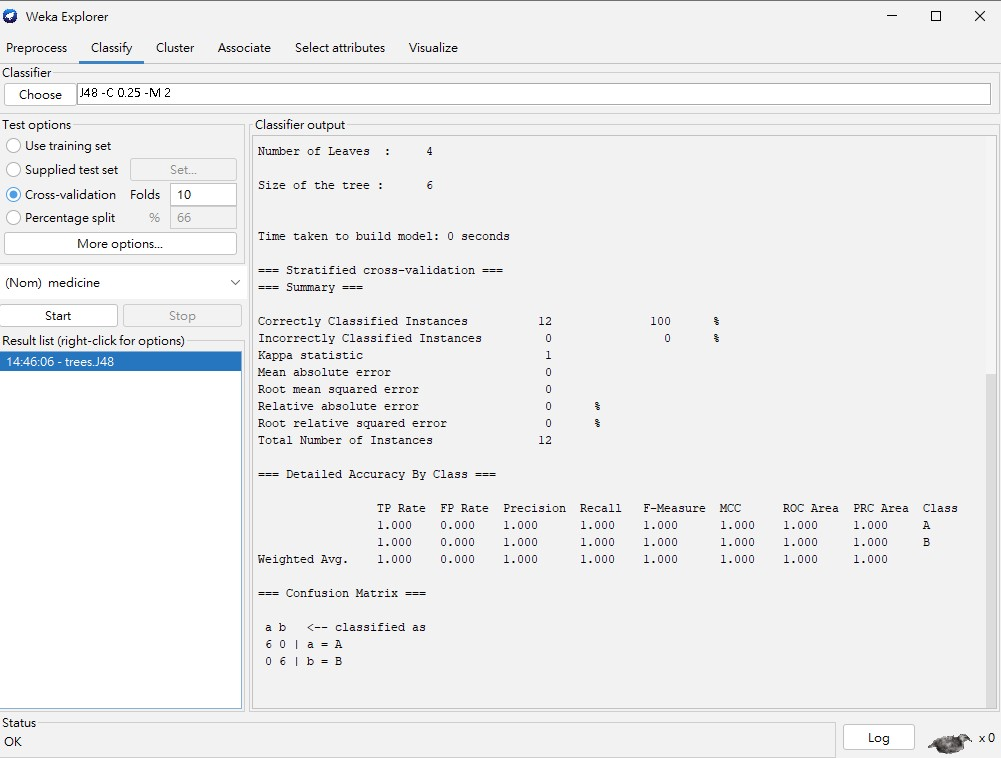 Weka Explorer
Preprocess Classify Cluster Associate Select attributes Visualize
Classifier
Choose J48 -C 0.25 -M 2
Test options
Use training set
Supplied test set Set...
Cross-validation Folds 10
Percentage split % 66
More options...
(Nom) medicine
Start Stop
Result list (right-click for options)
14:46:06 - trees.J48
Classifier output
Number of Leaves : 4
Size of the tree : 6
Time taken to build model: 0 seconds
=== Stratified cross-validation ===
=== Summary ===
Correctly Classified Instances 12 100 %
Incorrectly Classified Instances 0 0 %
Kappa statistic 1
Mean absolute error 0
Root mean squared error 0
Relative absolute error 0 %
Root relative squared error 0 %
Total Number of Instances 12
=== Detailed Accuracy By Class ===
TP Rate FP Rate Precision Recall F-Measure MCC ROC Area PRC Area Class
1.000 0.000 1.000 1.000 1.000 1.000 1.000 1.000 A
1.000 0.000 1.000 1.000 1.000 1.000 1.000 1.000 B
Weighted Avg. 1.000 0.000 1.000 1.000 1.000 1.000 1.000 1.000
=== Confusion Matrix ===
a b <-- classified as
6 0 | a = A
0 6 | b = B
Status
OK
Log x 0